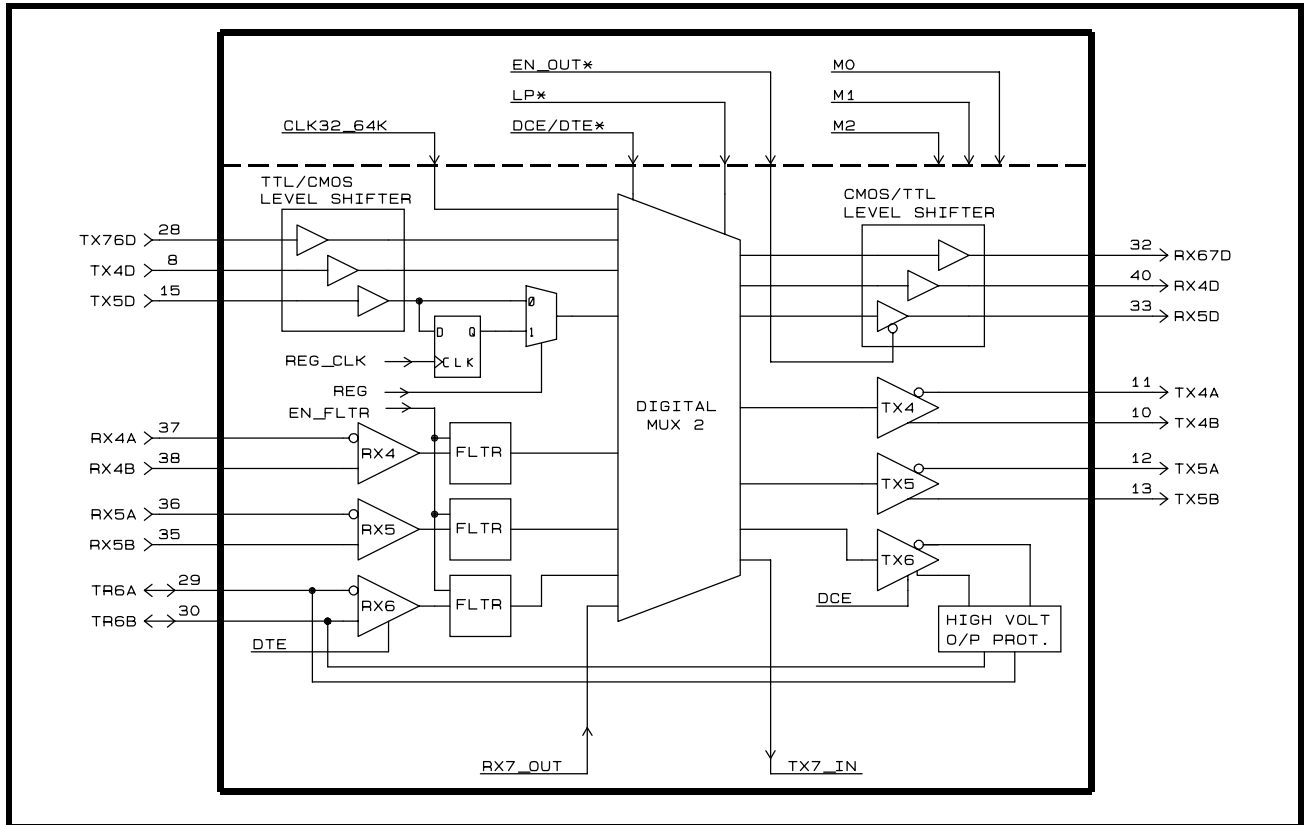 EN_OUT*
M0
LP*
M1
CLK32_64K
DCE/DTE*
M2
TTL/CMOS
LEVEL SHIFTER
CMOS/TTL
LEVEL SHIFTER
TX76D 28
TX4D 8
TX5D 15
32 RX67D
40 RX4D
33 RX5D
0
1
D Q
CLK
REG_CLK
REG
EN_FLTR
DIGITAL
MUX 2
RX4A 37
RX4B 38
RX4
FLTR
RX5A 36
RX5B 35
RX5
FLTR
TR6A 29
TR6B 30
RX6
FLTR
DTE
TX4
11 TX4A
10 TX4B
TX5
12 TX5A
13 TX5B
TX6
DCE
HIGH VOLT
O/P PROT.
RX7_OUT
TX7_IN